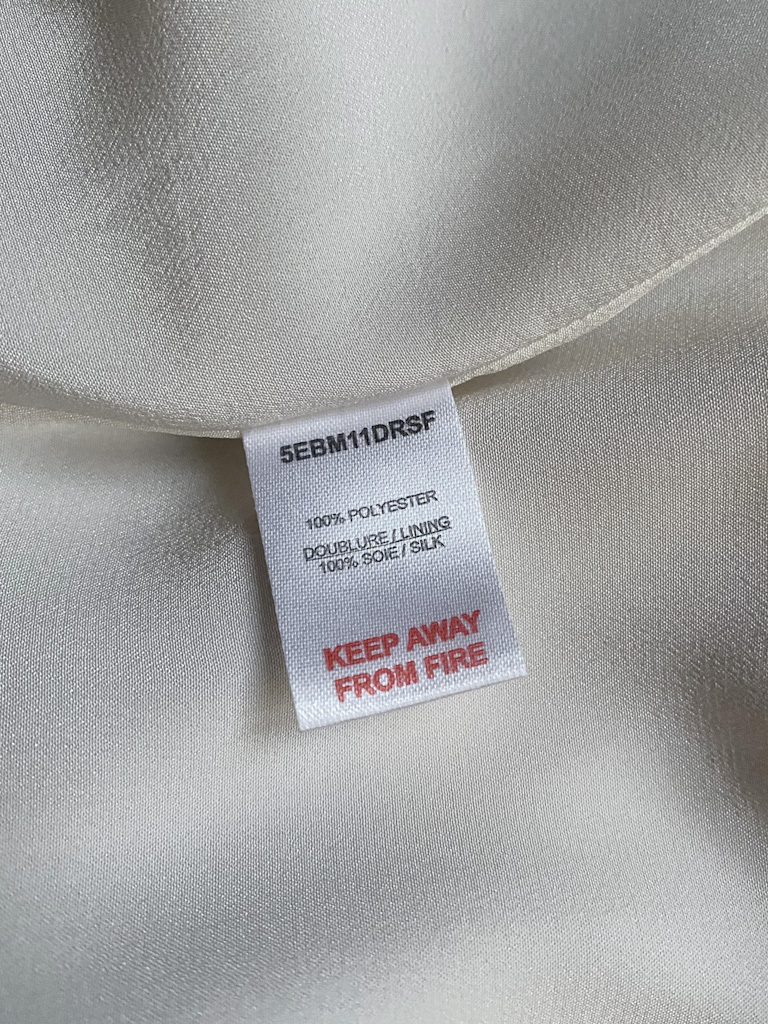 5EBM11DRSF
100% POLYESTER
DOUBLURE / LINING
100% SOIE / SILK
KEEP AWAY
FROM FIRE